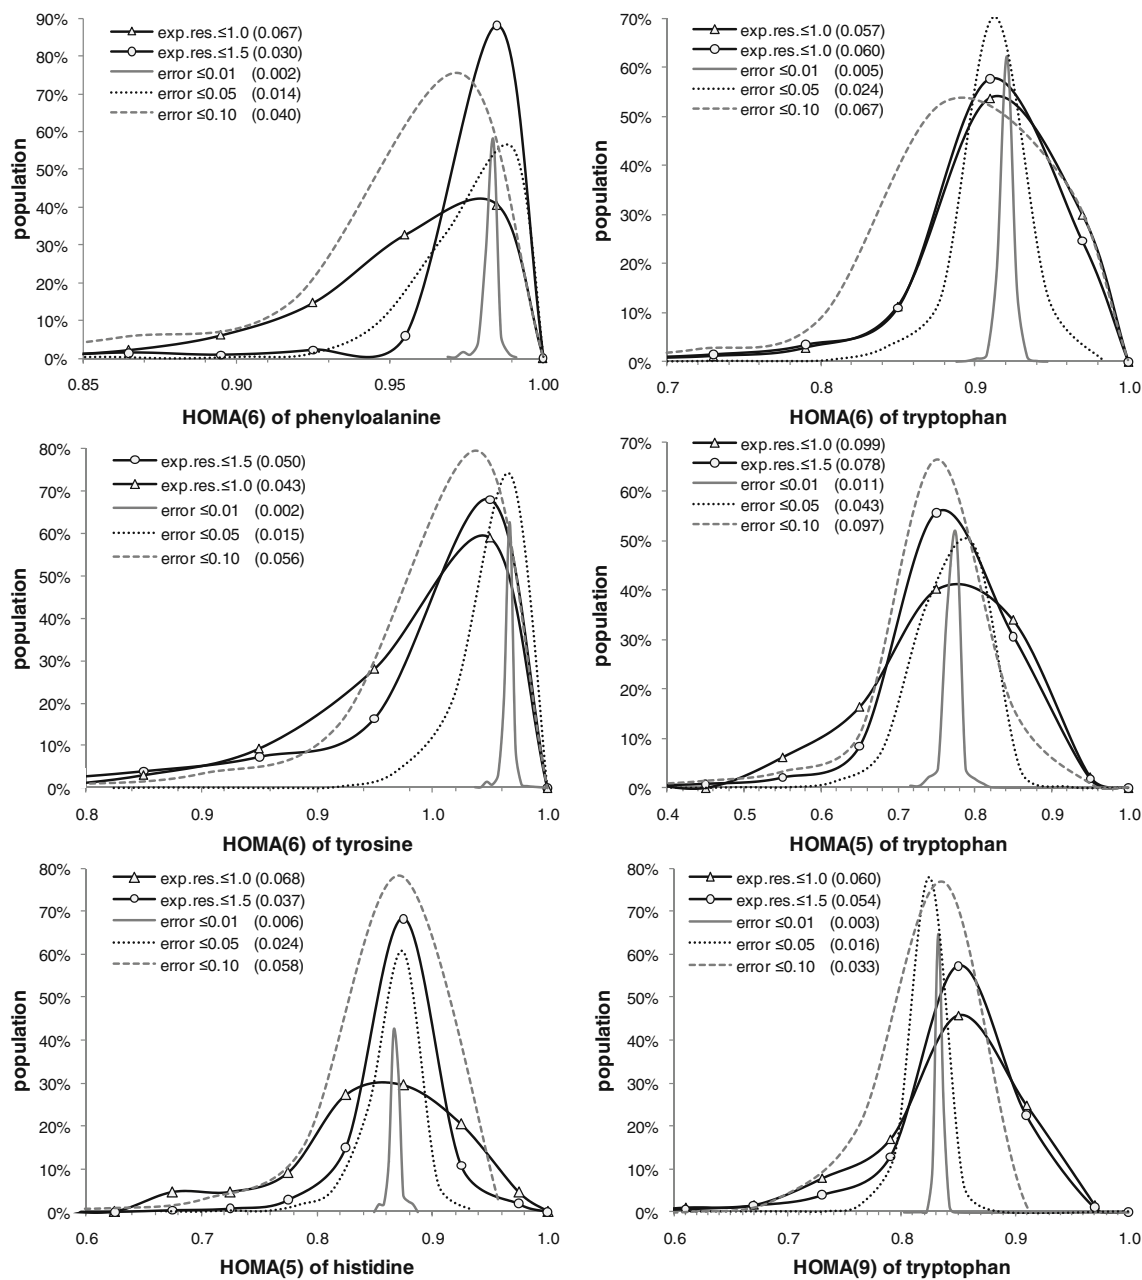 90%
80%
70%
60%
50%
40%
30%
20%
10%
0%
population
exp.res.≤1.0 (0.067)
exp.res.≤1.5 (0.030)
error ≤0.01 (0.002)
error ≤0.05 (0.014)
error ≤0.10 (0.040)
0.85
0.90
0.95
1.00
HOMA(6) of phenyloalanine
70%
60%
50%
40%
30%
20%
10%
0%
population
exp.res.≤1.0 (0.057)
exp.res.≤1.0 (0.060)
error ≤0.01 (0.005)
error ≤0.05 (0.024)
error ≤0.10 (0.067)
0.7
0.8
0.9
1.0
HOMA(6) of tryptophan
80%
70%
60%
50%
40%
30%
20%
10%
0%
population
exp.res.≤1.5 (0.050)
exp.res.≤1.0 (0.043)
error ≤0.01 (0.002)
error ≤0.05 (0.015)
error ≤0.10 (0.056)
0.8
0.9
0.9
1.0
1.0
HOMA(6) of tyrosine
70%
60%
50%
40%
30%
20%
10%
0%
population
exp.res.≤1.0 (0.099)
exp.res.≤1.5 (0.078)
error ≤0.01 (0.011)
error ≤0.05 (0.043)
error ≤0.10 (0.097)
0.4
0.5
0.6
0.7
0.8
0.9
1.0
HOMA(5) of tryptophan
80%
70%
60%
50%
40%
30%
20%
10%
0%
population
exp.res.≤1.0 (0.068)
exp.res.≤1.5 (0.037)
error ≤0.01 (0.006)
error ≤0.05 (0.024)
error ≤0.10 (0.058)
0.6
0.7
0.8
0.9
1.0
HOMA(5) of histidine
80%
70%
60%
50%
40%
30%
20%
10%
0%
population
exp.res.≤1.0 (0.060)
exp.res.≤1.5 (0.054)
error ≤0.01 (0.003)
error ≤0.05 (0.016)
error ≤0.10 (0.033)
0.6
0.7
0.8
0.9
1.0
HOMA(9) of tryptophan